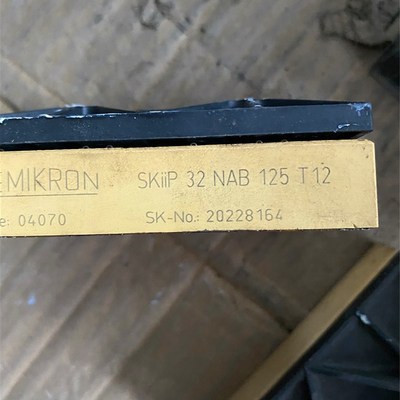 EMIKRON SKiiP 32 NAB 125 T12
e: 04070 SK-No.: 20228164